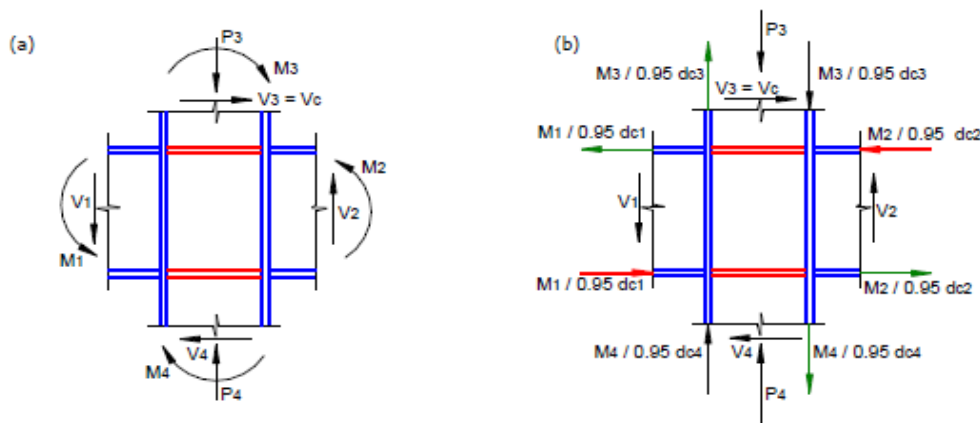 (a)
P3
M3
V3 = Vc
M2
V1
V2
M1
V4
M4
P4
(b)
P3
M3 / 0.95 dc3
M3 / 0.95 dc3
V3 = Vc
M1 / 0.95 dc1
M2 / 0.95 dc2
V1
V2
M1 / 0.95 dc1
M2 / 0.95 dc2
M4 / 0.95 dc4
V4
M4 / 0.95 dc4
P4